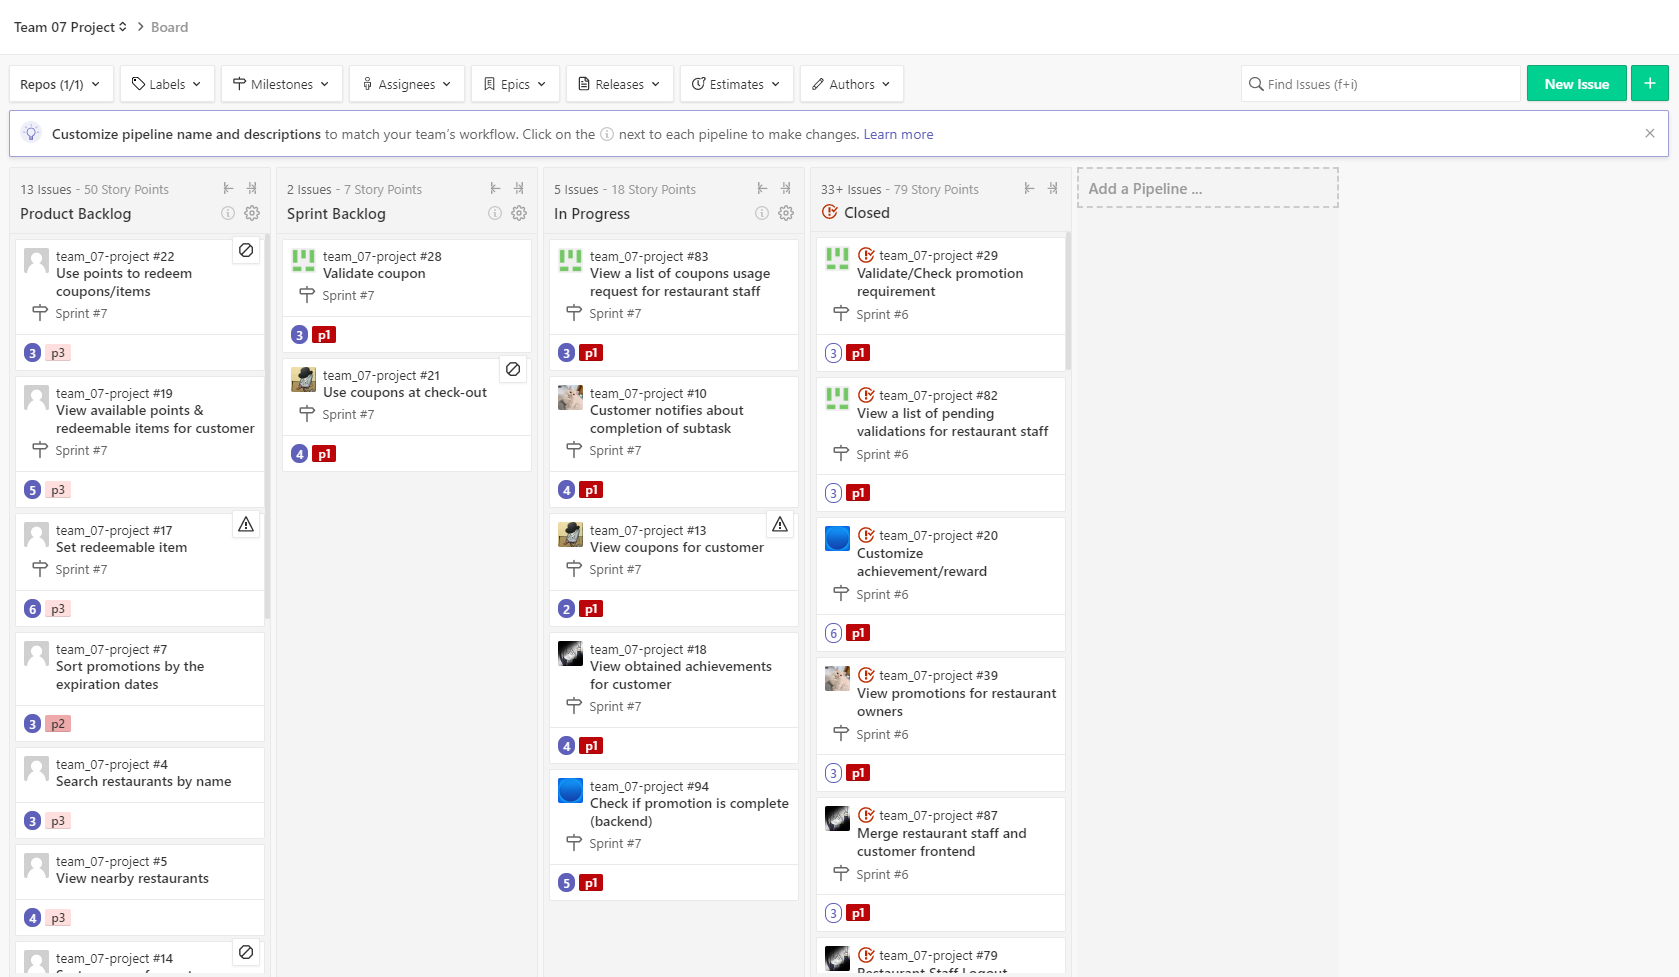 Team 07 Project Board
Repos (1/1) Labels Milestones Assignees Epics Releases Estimates Authors Find Issues (f+i) New Issue +
Customize pipeline name and descriptions to match your team's workflow. Click on the next to each pipeline to make changes. Learn more
13 Issues - 50 Story Points
Product Backlog
team_07-project #22
Use points to redeem
coupons/items
Sprint #7
3 p3
team_07-project #19
View available points &
redeemable items for customer
Sprint #7
5 p3
team_07-project #17
Set redeemable item
Sprint #7
6 p3
team_07-project #7
Sort promotions by the
expiration dates
3 p2
team_07-project #4
Search restaurants by name
3 p3
team_07-project #5
View nearby restaurants
4 p3
team_07-project #14
2 Issues - 7 Story Points
Sprint Backlog
team_07-project #28
Validate coupon
Sprint #7
3 p1
team_07-project #21
Use coupons at check-out
Sprint #7
4 p1
5 Issues - 18 Story Points
In Progress
team_07-project #83
View a list of coupons usage
request for restaurant staff
Sprint #7
3 p1
team_07-project #10
Customer notifies about
completion of subtask
Sprint #7
4 p1
team_07-project #13
View coupons for customer
Sprint #7
2 p1
team_07-project #18
View obtained achievements
for customer
Sprint #7
4 p1
team_07-project #94
Check if promotion is complete
(backend)
Sprint #7
5 p1
33+ Issues - 79 Story Points
Closed
team_07-project #29
Validate/Check promotion
requirement
Sprint #6
3 p1
team_07-project #82
View a list of pending
validations for restaurant staff
Sprint #6
3 p1
team_07-project #20
Customize
achievement/reward
Sprint #6
6 p1
team_07-project #39
View promotions for restaurant
owners
Sprint #6
3 p1
team_07-project #87
Merge restaurant staff and
customer frontend
Sprint #6
3 p1
team_07-project #79
Restaurant Staff Logout
Add a Pipeline ...